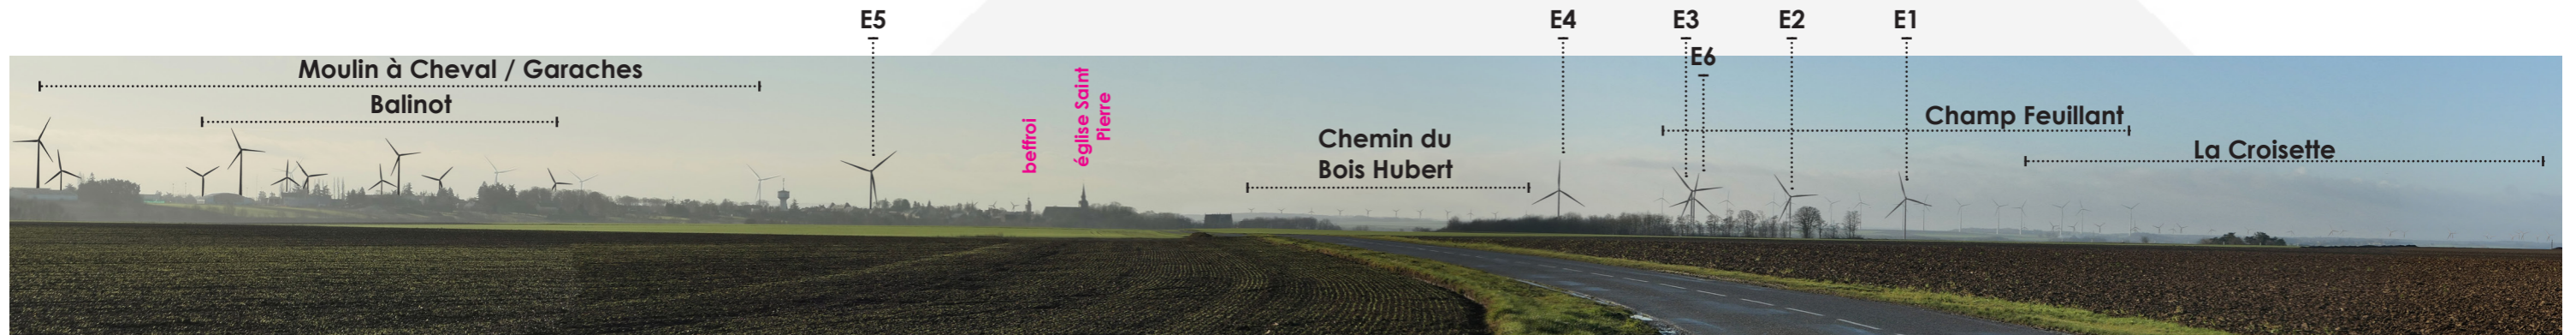 E5
E4
E3
E2
E1
E6
Moulin à Cheval / Garaches
Balinot
beffroi
église Saint
Pierre
Chemin du
Bois Hubert
Champ Feuillant
La Croisette